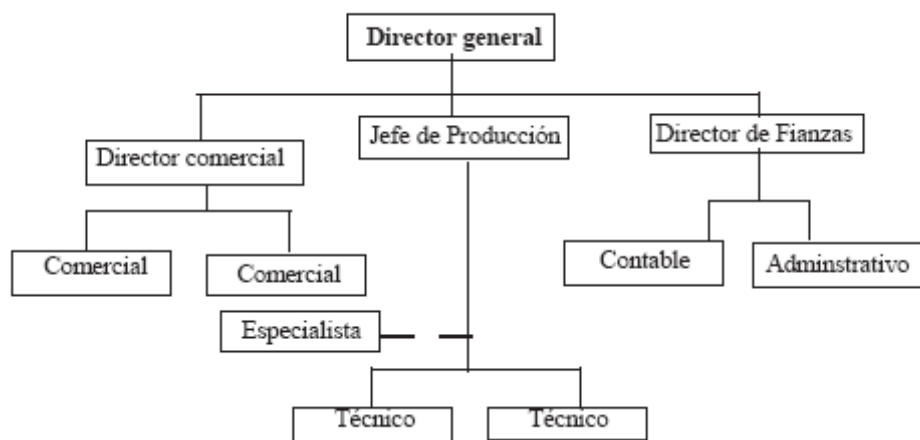 Director general
Director comercial
Jefe de Producción
Director de Fianzas
Comercial
Comercial
Contable
Adminstrativo
Especialista
Técnico
Técnico